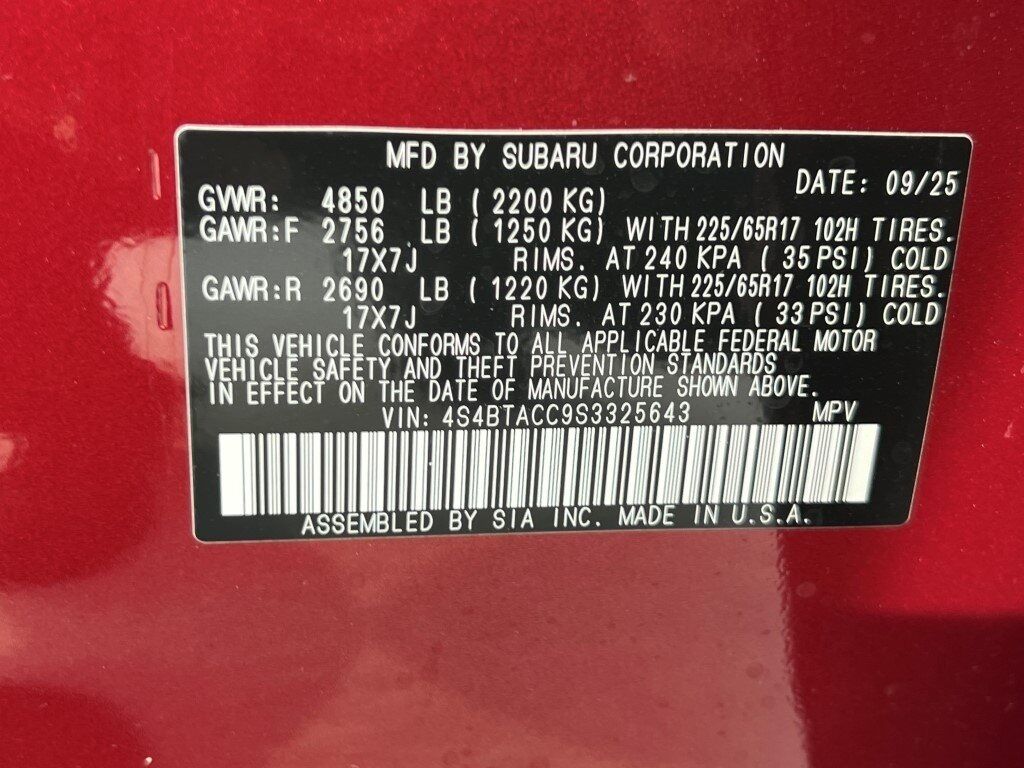 MFD BY SUBARU CORPORATION
DATE: 09/25
GVWR: 4850 LB ( 2200 KG)
GAWR:F 2756 LB ( 1250 KG) WITH 225/65R17 102H TIRES.
17X7J RIMS. AT 240 KPA ( 35 PSI) COLD
GAWR:R 2690 LB ( 1220 KG) WITH 225/65R17 102H TIRES.
17X7J RIMS. AT 230 KPA ( 33 PSI) COLD
THIS VEHICLE CONFORMS TO ALL APPLICABLE FEDERAL MOTOR
VEHICLE SAFETY AND THEFT PREVENTION STANDARDS
IN EFFECT ON THE DATE OF MANUFACTURE SHOWN ABOVE.
VIN: 4S4BTACC9S3325643 MPV
ASSEMBLED BY SIA INC. MADE IN U.S.A.